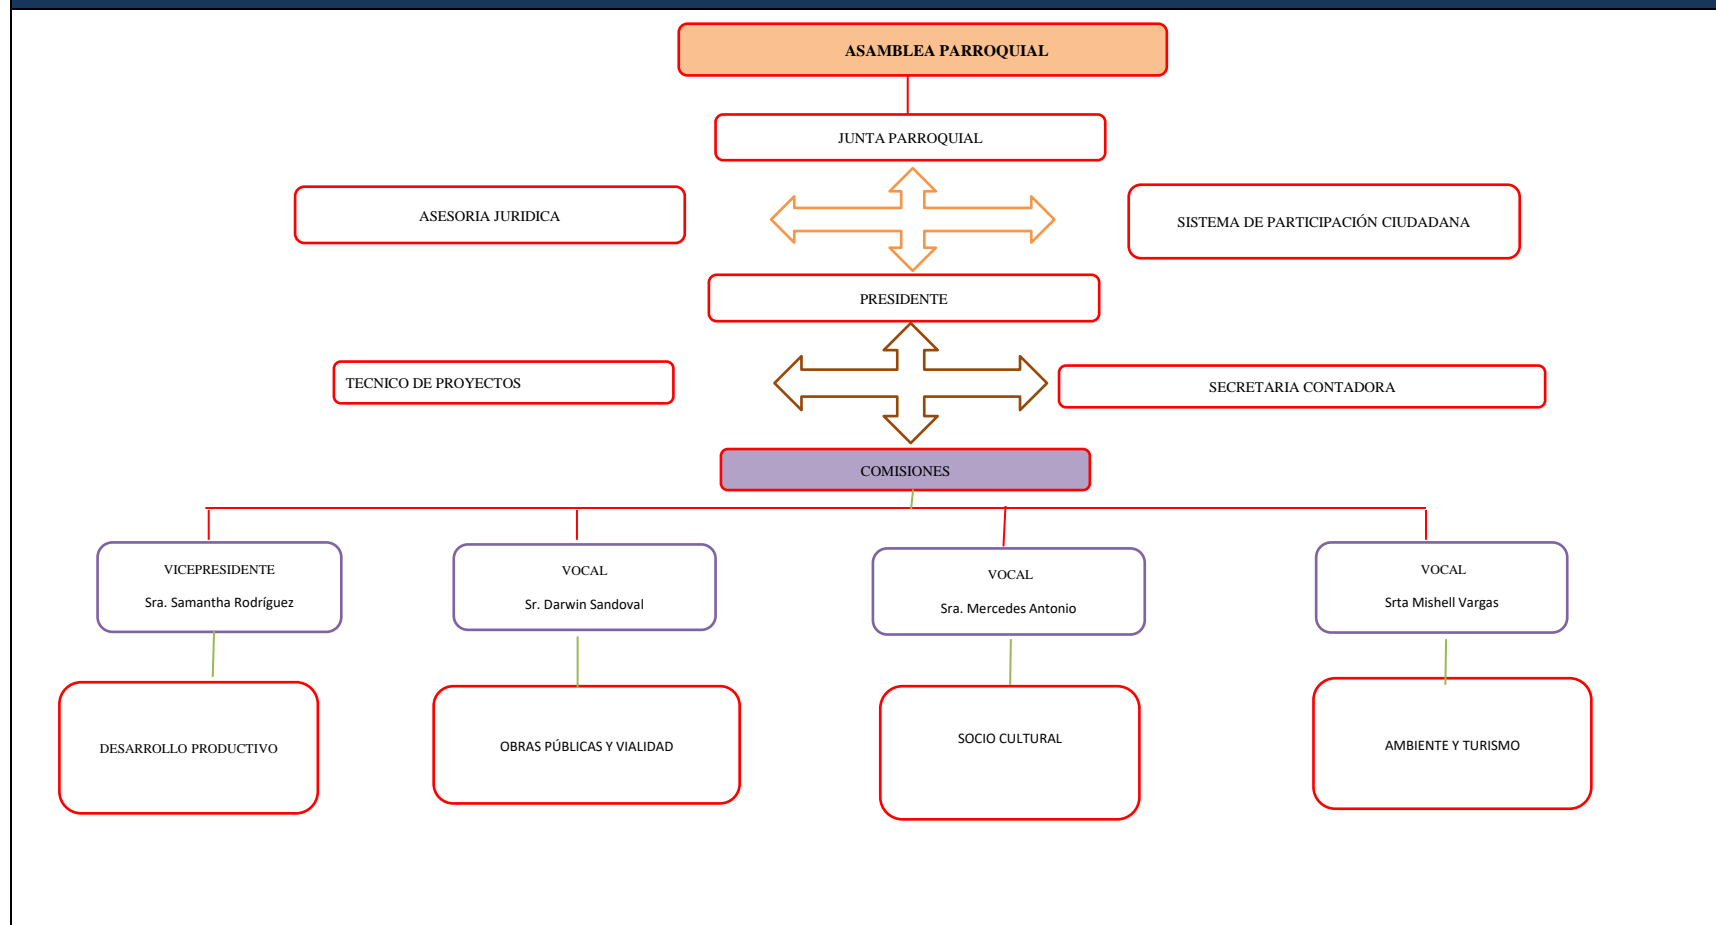 ASAMBLEA PARROQUIAL
JUNTA PARROQUIAL
ASESORIA JURIDICA
SISTEMA DE PARTICIPACIÓN CIUDADANA
PRESIDENTE
TECNICO DE PROYECTOS
SECRETARIA CONTADORA
COMISIONES
VICEPRESIDENTE
Sra. Samantha Rodríguez
VOCAL
Sr. Darwin Sandoval
VOCAL
Sra. Mercedes Antonio
VOCAL
Srta Mishell Vargas
DESARROLLO PRODUCTIVO
OBRAS PÚBLICAS Y VIALIDAD
SOCIO CULTURAL
AMBIENTE Y TURISMO